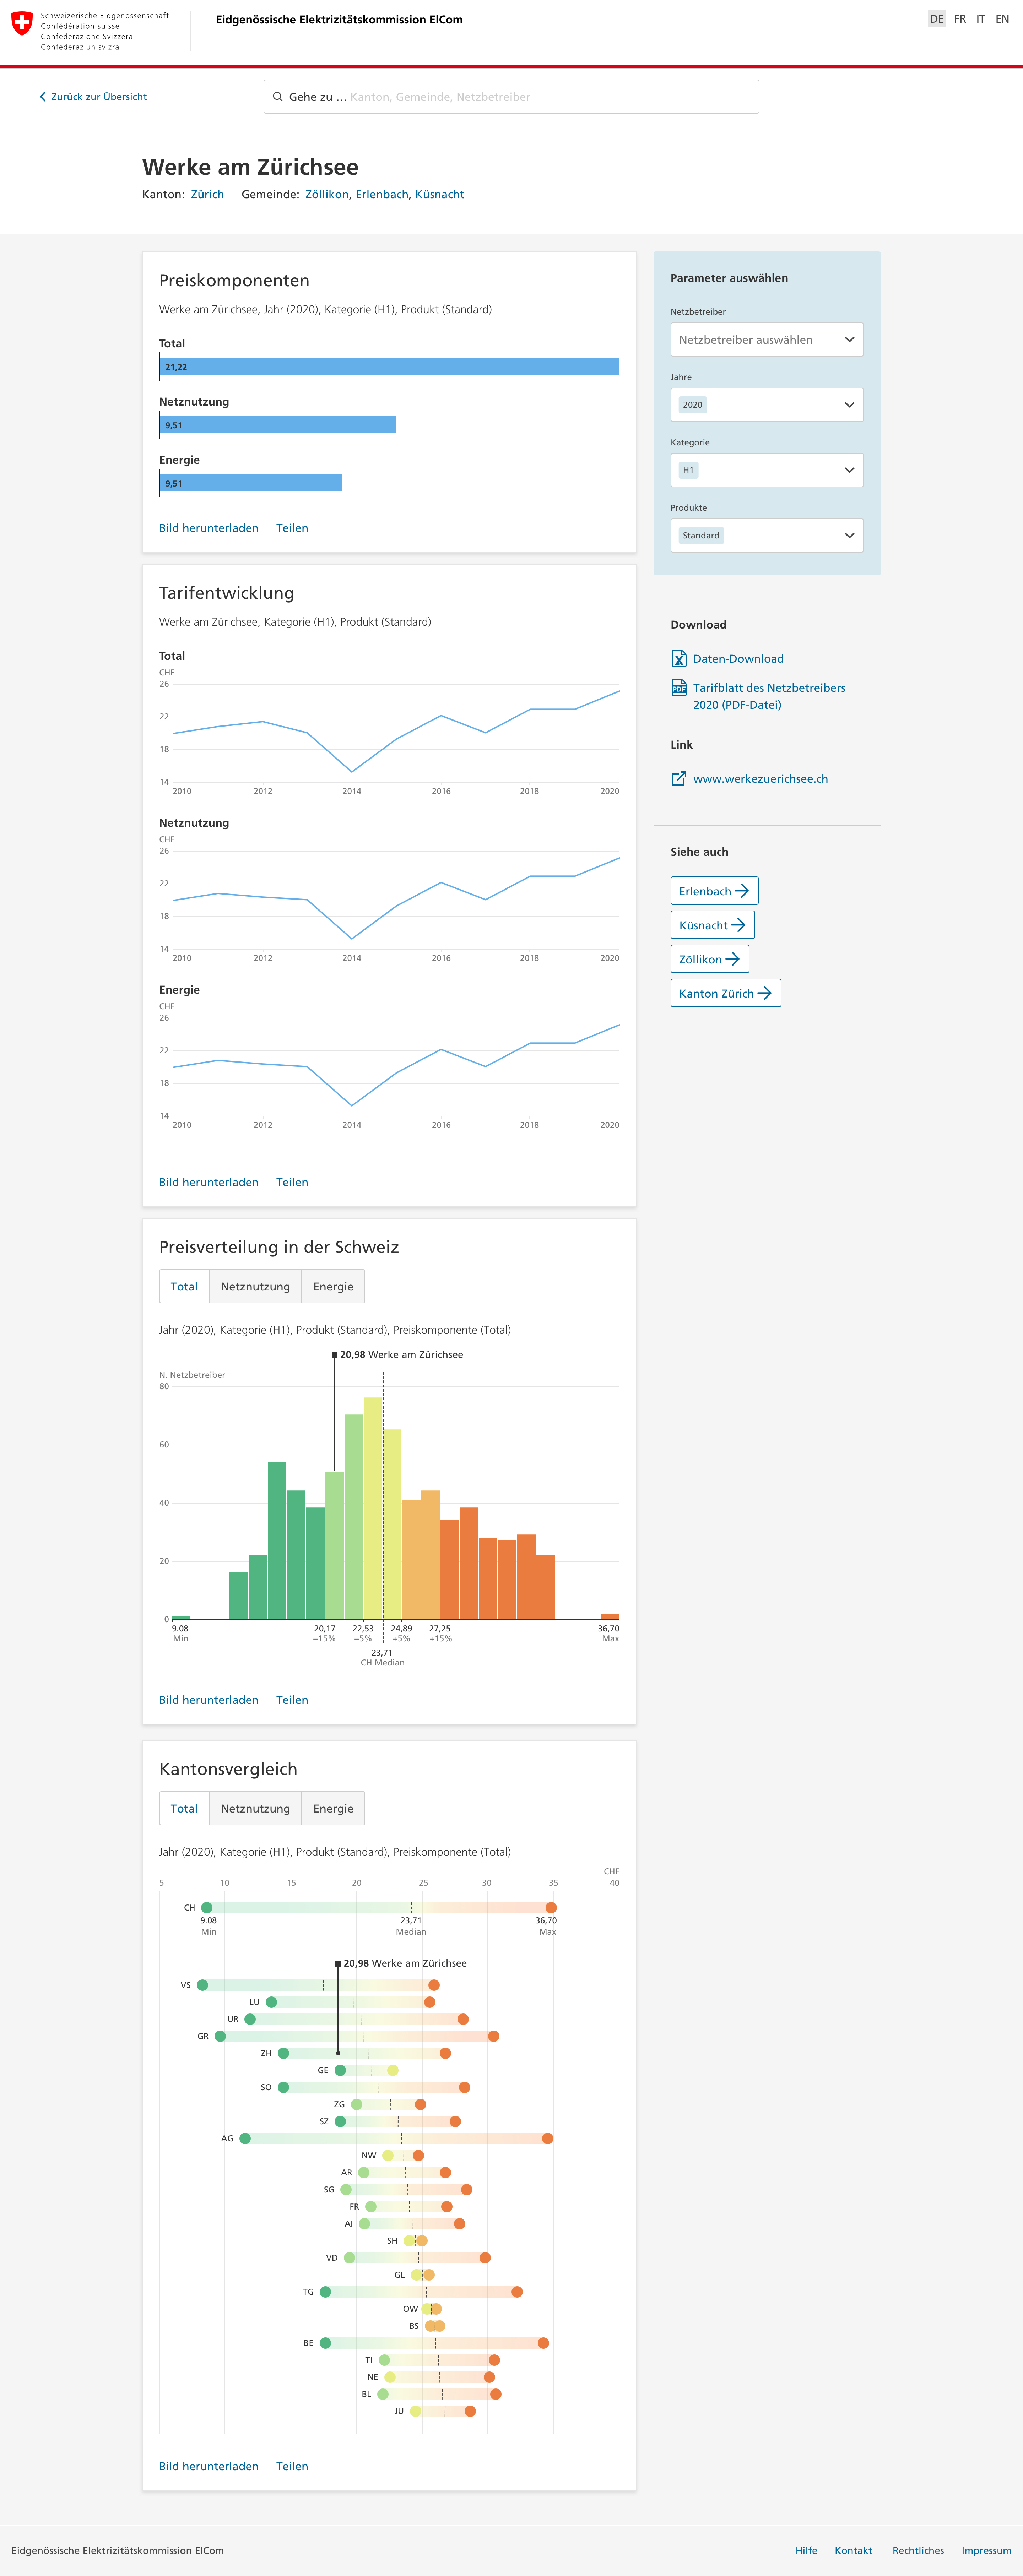 Schweizerische Eidgenossenschaft
Confédération suisse
Confederazione Svizzera
Confederaziun svizra
Eidgenössische Elektrizitätskommission ElCom
DE FR IT EN
Zurück zur Übersicht
Gehe zu … Kanton, Gemeinde, Netzbetreiber
Werke am Zürichsee
Kanton: Zürich Gemeinde: Zöllikon, Erlenbach, Küsnacht
Preiskomponenten
Werke am Zürichsee, Jahr (2020), Kategorie (H1), Produkt (Standard)
Total
21,22
Netznutzung
9,51
Energie
9,51
Bild herunterladen Teilen
Parameter auswählen
Netzbetreiber
Netzbetreiber auswählen
Jahre
2020
Kategorie
H1
Produkte
Standard
Download
Daten-Download
PDF
Tarifblatt des Netzbetreibers
2020 (PDF-Datei)
Link
www.werkezuerichsee.ch
Siehe auch
Erlenbach
Küsnacht
Zöllikon
Kanton Zürich
Tarifentwicklung
Werke am Zürichsee, Kategorie (H1), Produkt (Standard)
Total
CHF
26
22
18
14
2010 2012 2014 2016 2018 2020
Netznutzung
CHF
26
22
18
14
2010 2012 2014 2016 2018 2020
Energie
CHF
26
22
18
14
2010 2012 2014 2016 2018 2020
Bild herunterladen Teilen
Preisverteilung in der Schweiz
Total Netznutzung Energie
Jahr (2020), Kategorie (H1), Produkt (Standard), Preiskomponente (Total)
20,98 Werke am Zürichsee
N. Netzbetreiber
80
60
40
20
0
9.08 20,17 22,53 24,89 27,25 36,70
Min −15% −5% +5% +15% Max
23,71
CH Median
Bild herunterladen Teilen
Kantonsvergleich
Total Netznutzung Energie
Jahr (2020), Kategorie (H1), Produkt (Standard), Preiskomponente (Total)
CHF
5 10 15 20 25 30 35 40
CH
9.08 23,71 36,70
Min Median Max
20,98 Werke am Zürichsee
VS
LU
UR
GR
ZH
GE
SO
ZG
SZ
AG
NW
AR
SG
FR
AI
SH
VD
GL
TG
OW
BS
BE
TI
NE
BL
JU
Bild herunterladen Teilen
Eidgenössische Elektrizitätskommission ElCom
Hilfe Kontakt Rechtliches Impressum